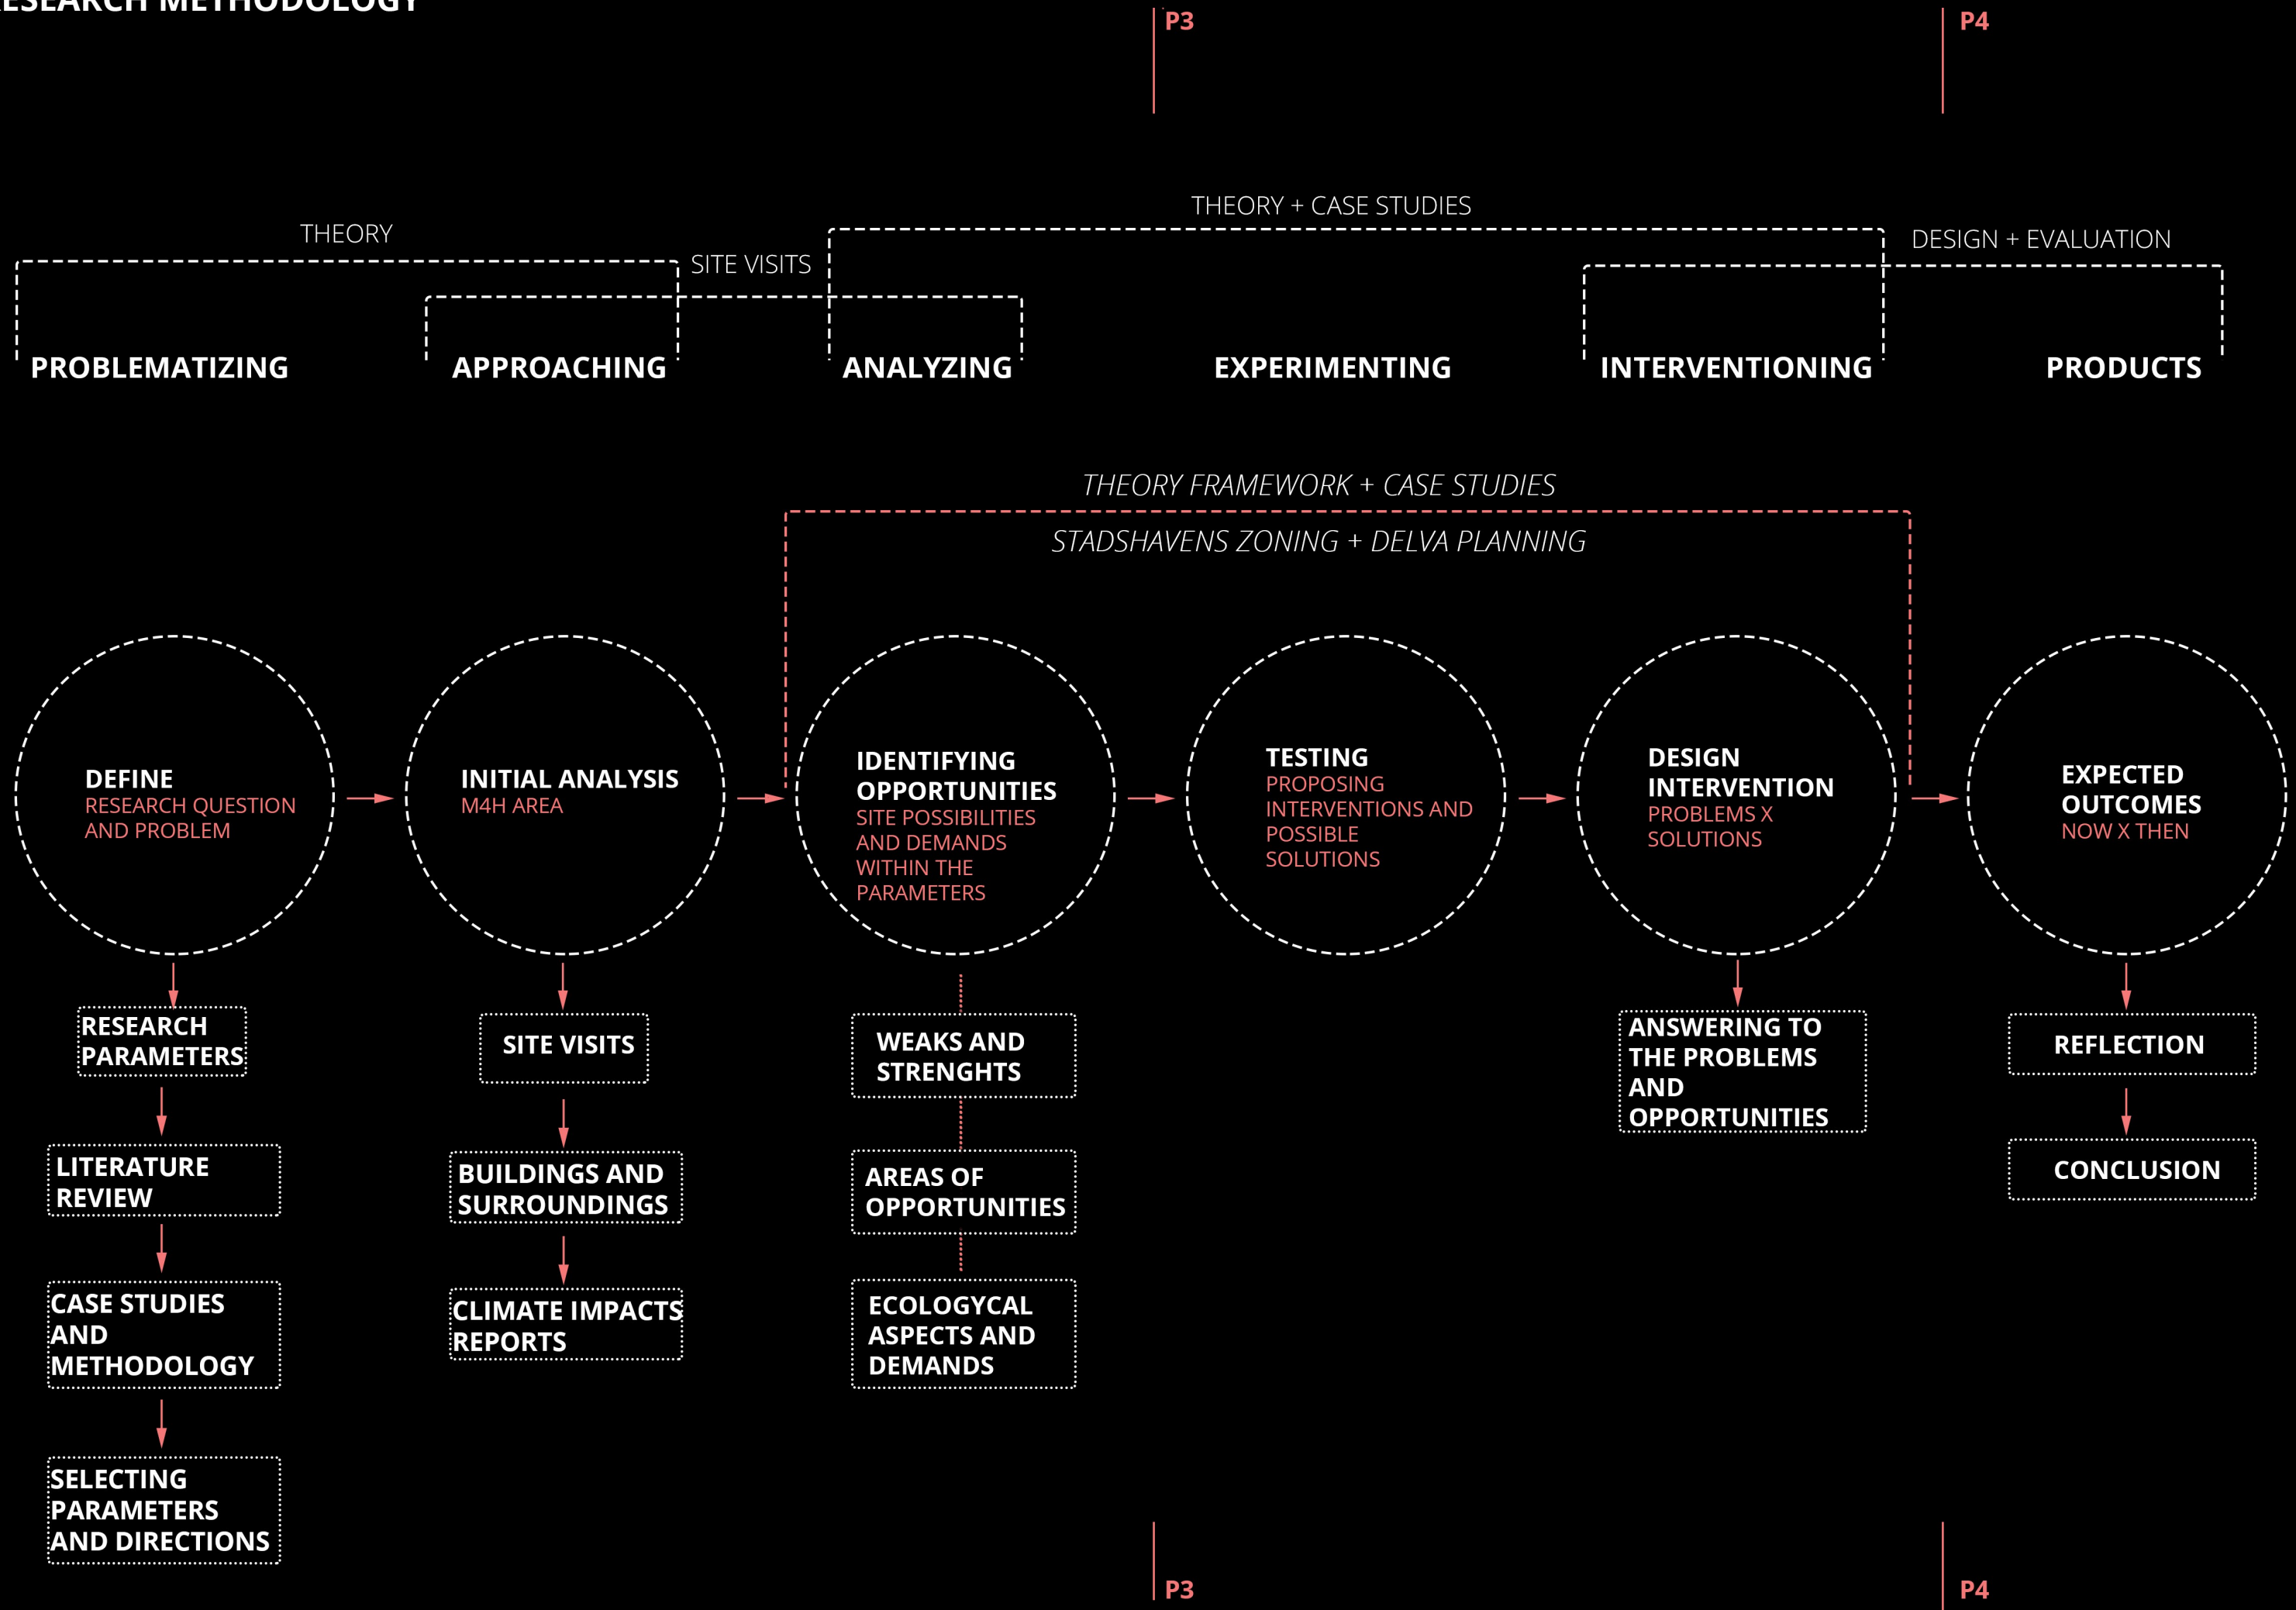 RESEARCH METHODOLOGY
P3
P4
THEORY + CASE STUDIES
THEORY
DESIGN + EVALUATION
SITE VISITS
PROBLEMATIZING
APPROACHING
ANALYZING
EXPERIMENTING
INTERVENTIONING
PRODUCTS
THEORY FRAMEWORK + CASE STUDIES
STADSHAVENS ZONING + DELVA PLANNING
DEFINE
RESEARCH QUESTION
AND PROBLEM
INITIAL ANALYSIS
M4H AREA
IDENTIFYING
OPPORTUNITIES
SITE POSSIBILITIES
AND DEMANDS
WITHIN THE
PARAMETERS
TESTING
PROPOSING
INTERVENTIONS AND
POSSIBLE
SOLUTIONS
DESIGN
INTERVENTION
PROBLEMS X
SOLUTIONS
EXPECTED
OUTCOMES
NOW X THEN
RESEARCH
PARAMETERS
LITERATURE
REVIEW
CASE STUDIES
AND
METHODOLOGY
SELECTING
PARAMETERS
AND DIRECTIONS
SITE VISITS
BUILDINGS AND
SURROUNDINGS
CLIMATE IMPACTS
REPORTS
WEAKS AND
STRENGHTS
AREAS OF
OPPORTUNITIES
ECOLOGYCAL
ASPECTS AND
DEMANDS
ANSWERING TO
THE PROBLEMS
AND
OPPORTUNITIES
REFLECTION
CONCLUSION
P3
P4